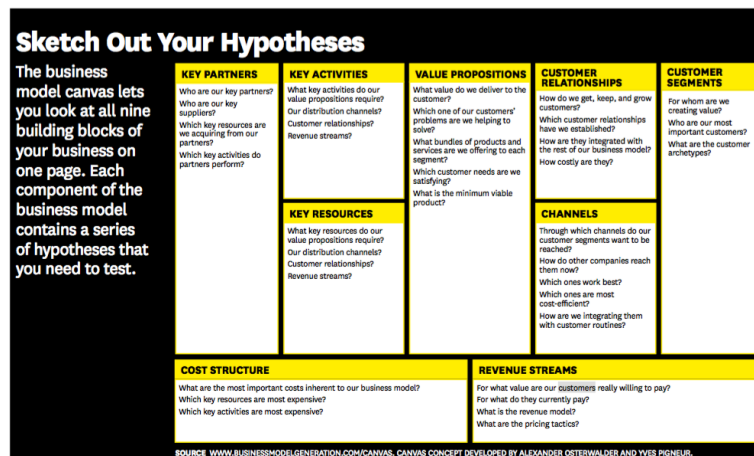 Sketch Out Your Hypotheses
The business
model canvas lets
you look at all nine
building blocks of
your business on
one page. Each
component of the
business model
contains a series
of hypotheses that
you need to test.
KEY PARTNERS
Who are our key partners?
Who are our key
suppliers?
Which key resources are
we acquiring from our
partners?
Which key activities do
partners perform?
KEY ACTIVITIES
What key activities do our
value propositions require?
Our distribution channels?
Customer relationships?
Revenue streams?
KEY RESOURCES
What key resources do our
value propositions require?
Our distribution channels?
Customer relationships?
Revenue streams?
VALUE PROPOSITIONS
What value do we deliver to the
customer?
Which one of our customers'
problems are we helping to
solve?
What bundles of products and
services are we offering to each
segment?
Which customer needs are we
satisfying?
What is the minimum viable
product?
CUSTOMER
RELATIONSHIPS
How do we get, keep, and grow
customers?
Which customer relationships
have we established?
How are they integrated with
the rest of our business model?
How costly are they?
CHANNELS
Through which channels do our
customer segments want to be
reached?
How do other companies reach
them now?
Which ones work best?
Which ones are most
cost-efficient?
How are we integrating them
with customer routines?
CUSTOMER
SEGMENTS
For whom are we
creating value?
Who are our most
important customers?
What are the customer
archetypes?
COST STRUCTURE
What are the most important costs inherent to our business model?
Which key resources are most expensive?
Which key activities are most expensive?
REVENUE STREAMS
For what value are our customers really willing to pay?
For what do they currently pay?
What is the revenue model?
What are the pricing tactics?
SOURCE WWW.BUSINESSMODELGENERATION.COM/CANVAS. CANVAS CONCEPT DEVELOPED BY ALEXANDER OSTERWALDER AND YVES PIGNEUR.